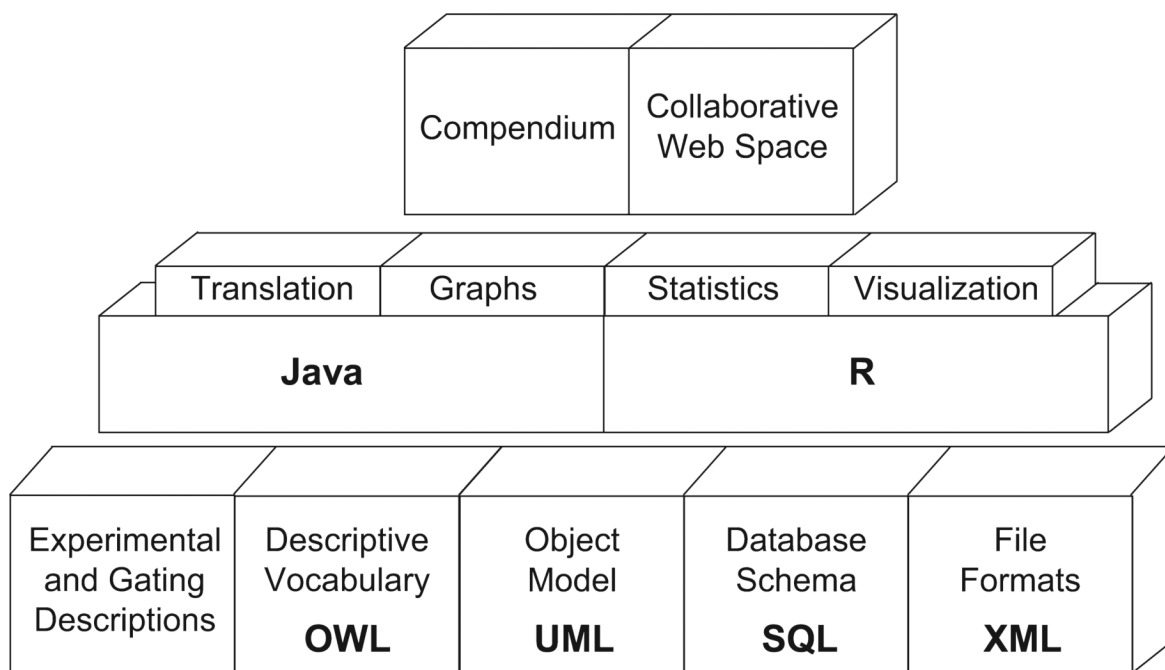 Compendium
Collaborative
Web Space
Translation
Graphs
Statistics
Visualization
Java
R
Experimental
and Gating
Descriptions
Descriptive
Vocabulary
OWL
Object
Model
UML
Database
Schema
SQL
File
Formats
XML